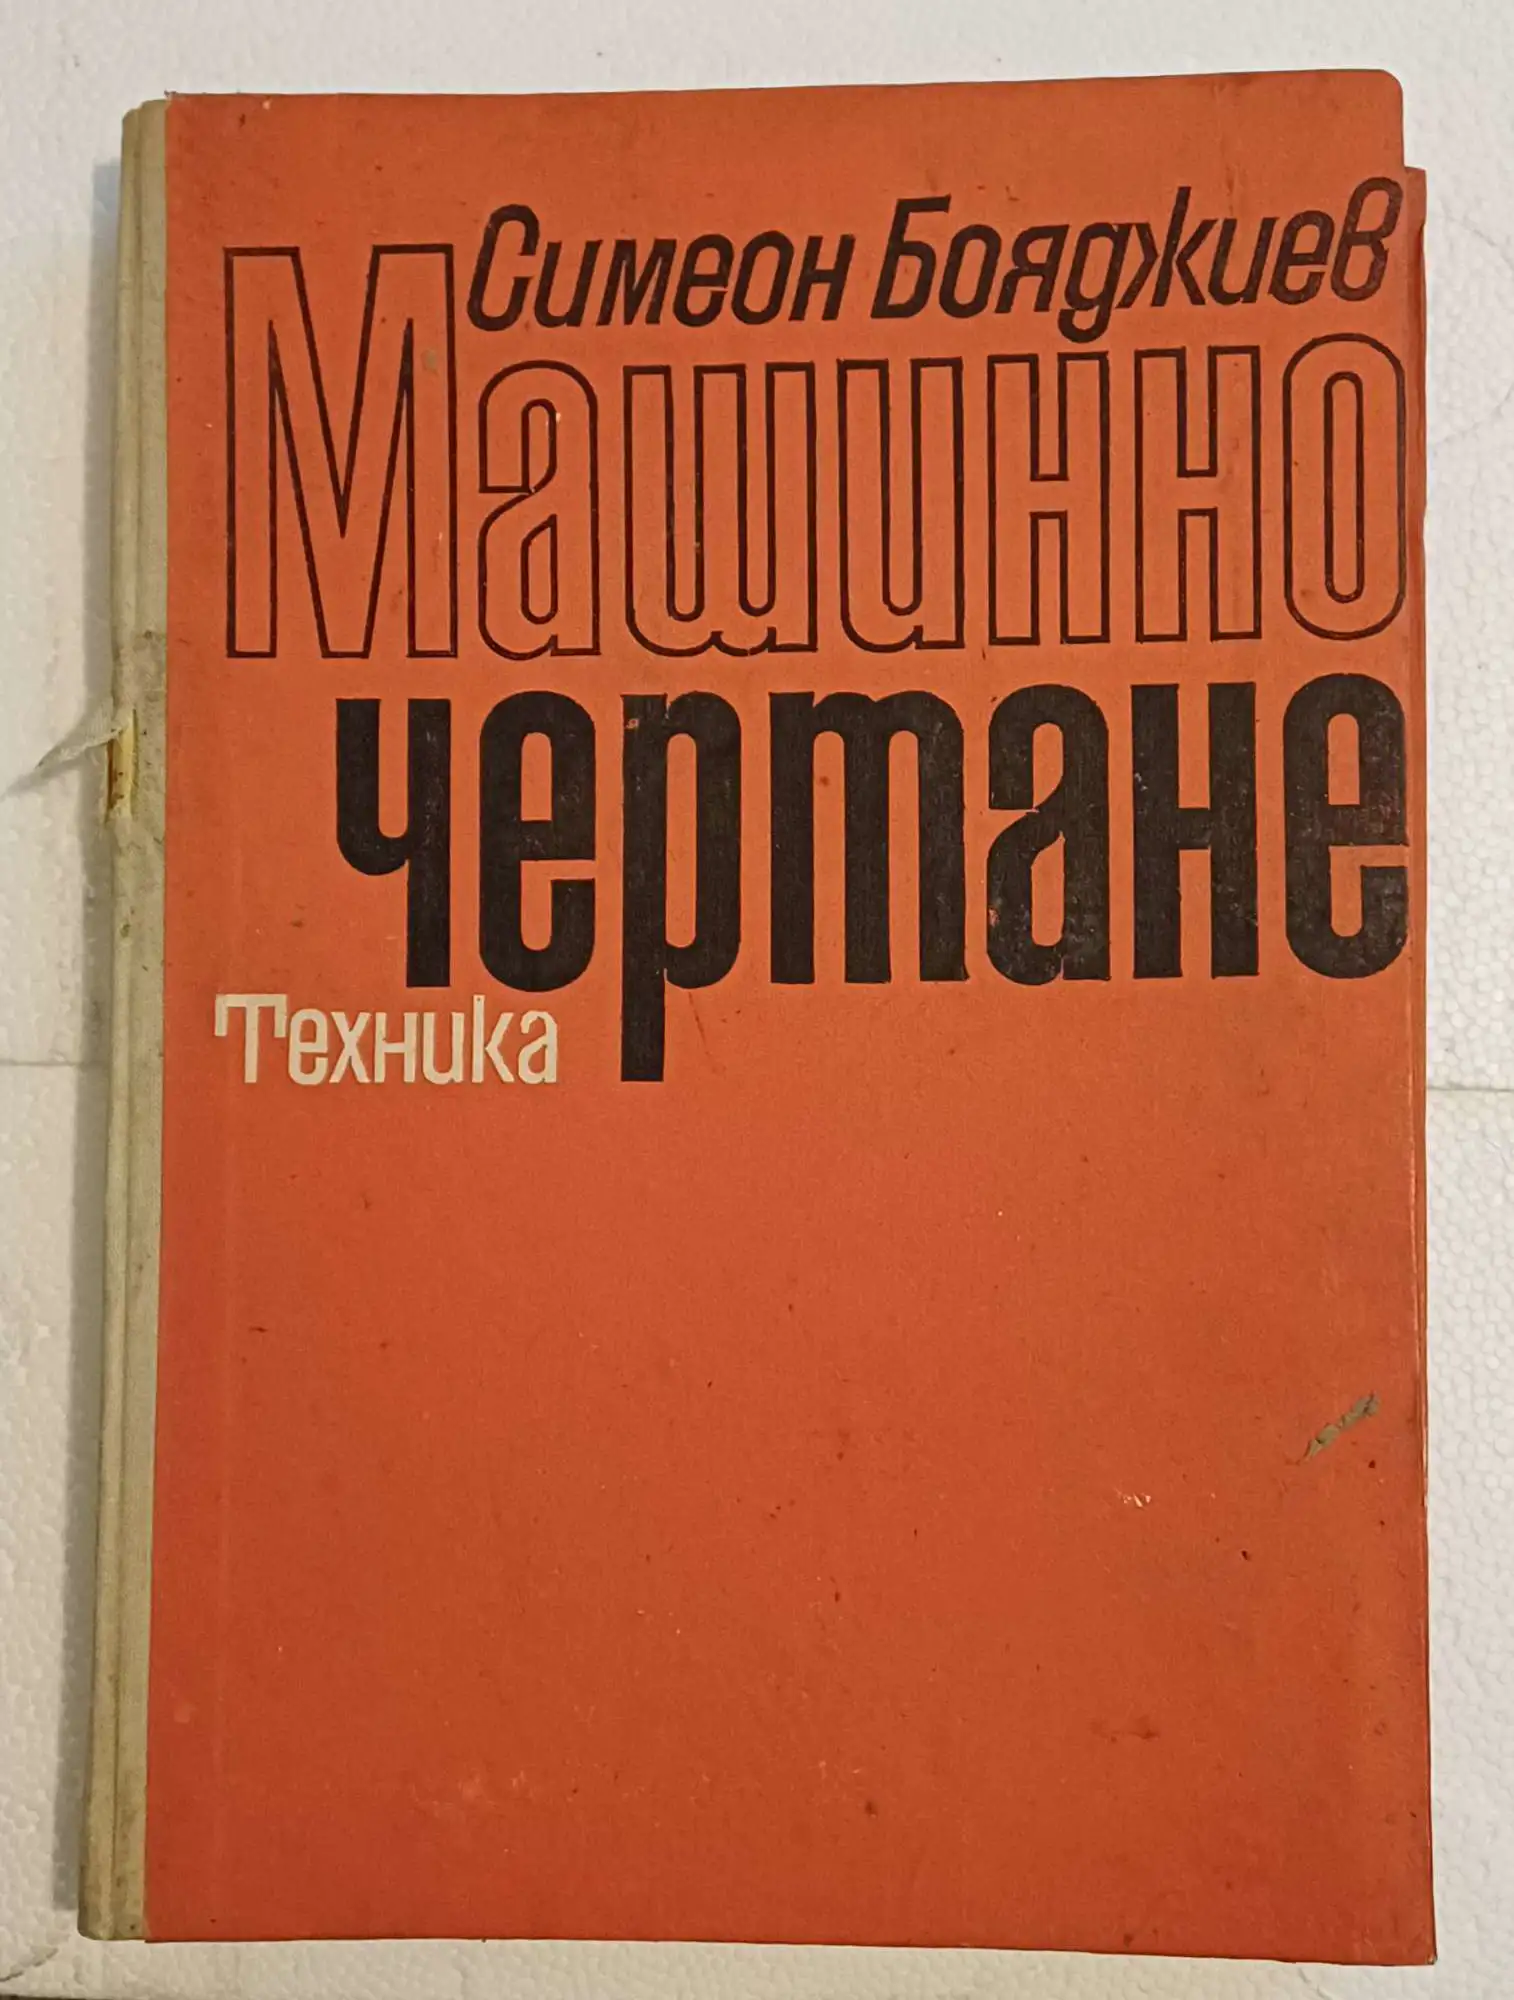 Симеон Бояджиев
Машинно
чертане
Техника